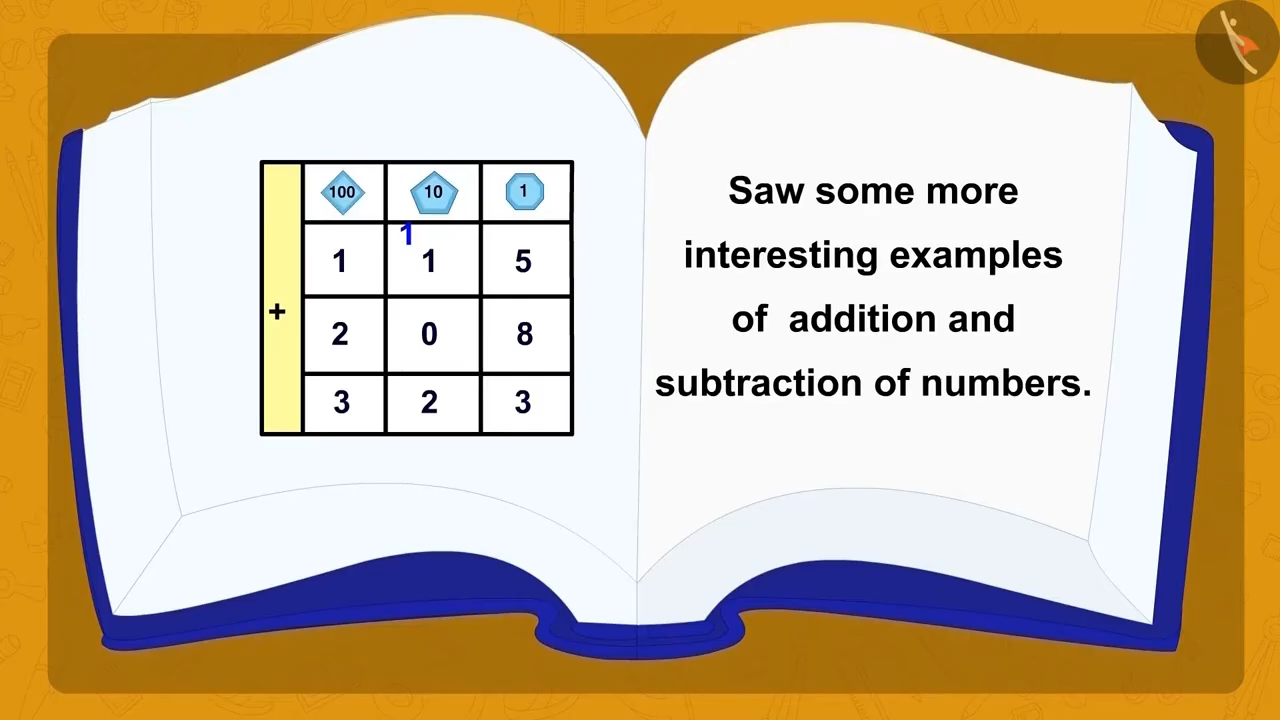 100 10 1
1
1 1 5
+
2 0 8
3 2 3
Saw some more
interesting examples
of addition and
subtraction of numbers.